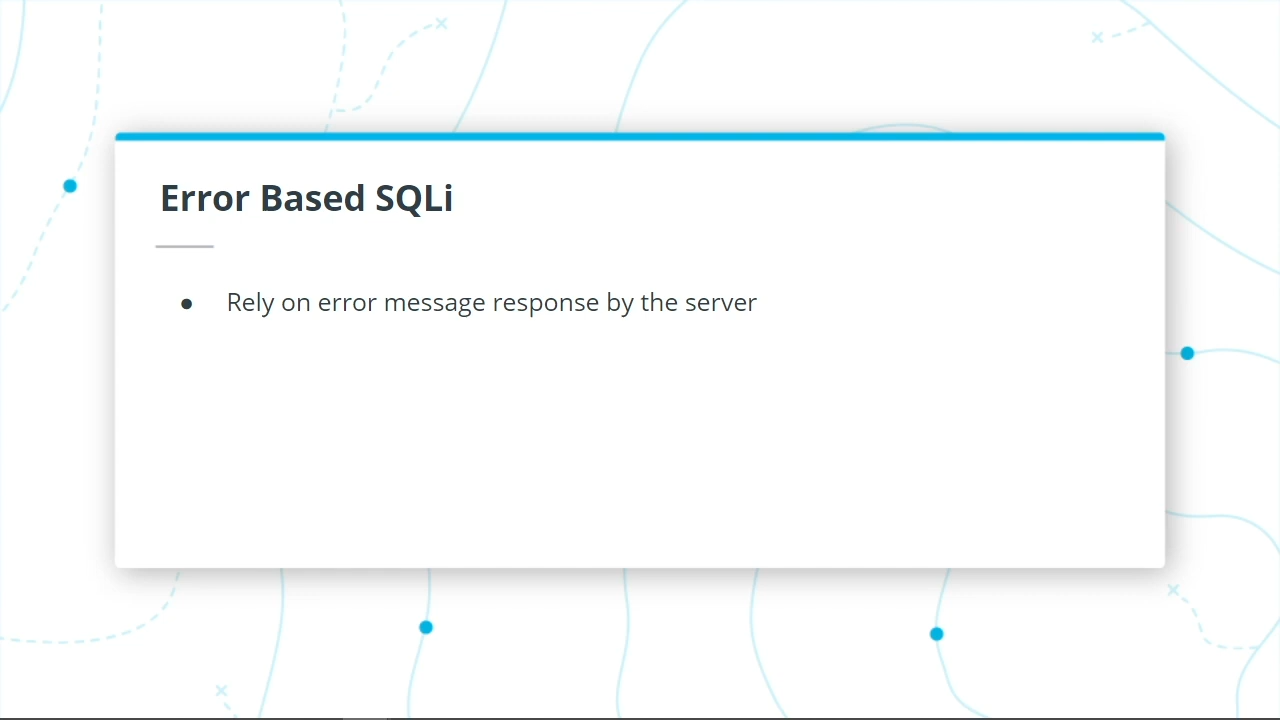 Error Based SQLi
● Rely on error message response by the server